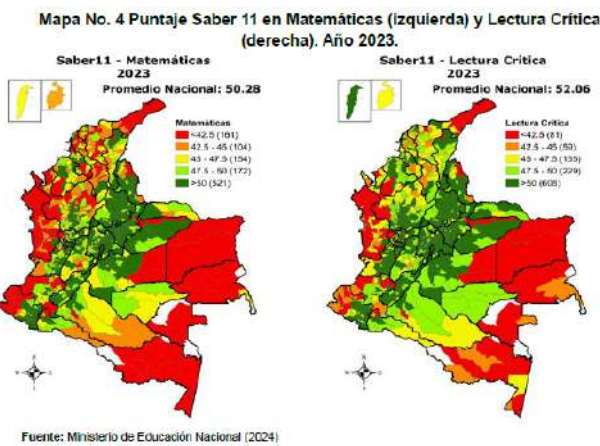 Mapa No. 4 Puntaje Saber 11 en Matemáticas (izquierda) y Lectura Crítica
(derecha). Año 2023.
Saber11 - Matemáticas
2023
Promedio Nacional: 50.28
Matemáticas
<42.5 (161)
42.5 - 45 (104)
45 - 47.5 (154)
47.5 - 50 (172)
>50 (521)
Saber11 - Lectura Critica
2023
Promedio Nacional: 52.06
Lectura Critica
<42.5 (81)
42.5 - 45 (59)
45 - 47.5 (135)
47.5 - 50 (229)
>50 (608)
Fuente: Ministerio de Educación Nacional (2024)